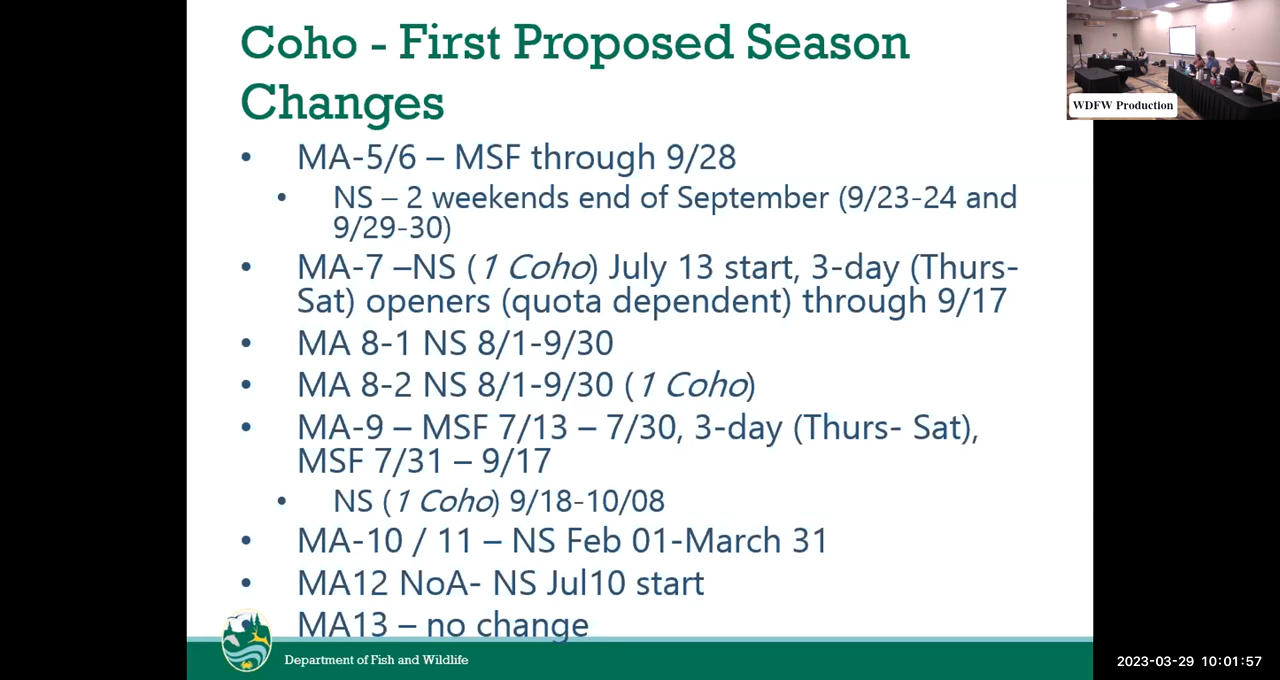 Coho - First Proposed Season
Changes
• MA-5/6 – MSF through 9/28
• NS – 2 weekends end of September (9/23-24 and
9/29-30)
• MA-7 –NS (1 Coho) July 13 start, 3-day (Thurs-
Sat) openers (quota dependent) through 9/17
• MA 8-1 NS 8/1-9/30
• MA 8-2 NS 8/1-9/30 (1 Coho)
• MA-9 – MSF 7/13 – 7/30, 3-day (Thurs- Sat),
MSF 7/31 – 9/17
• NS (1 Coho) 9/18-10/08
• MA-10 / 11 – NS Feb 01-March 31
• MA12 NoA- NS Jul10 start
MA13 – no change
Department of Fish and Wildlife
WDFW Production
2023-03-29 10:01:57